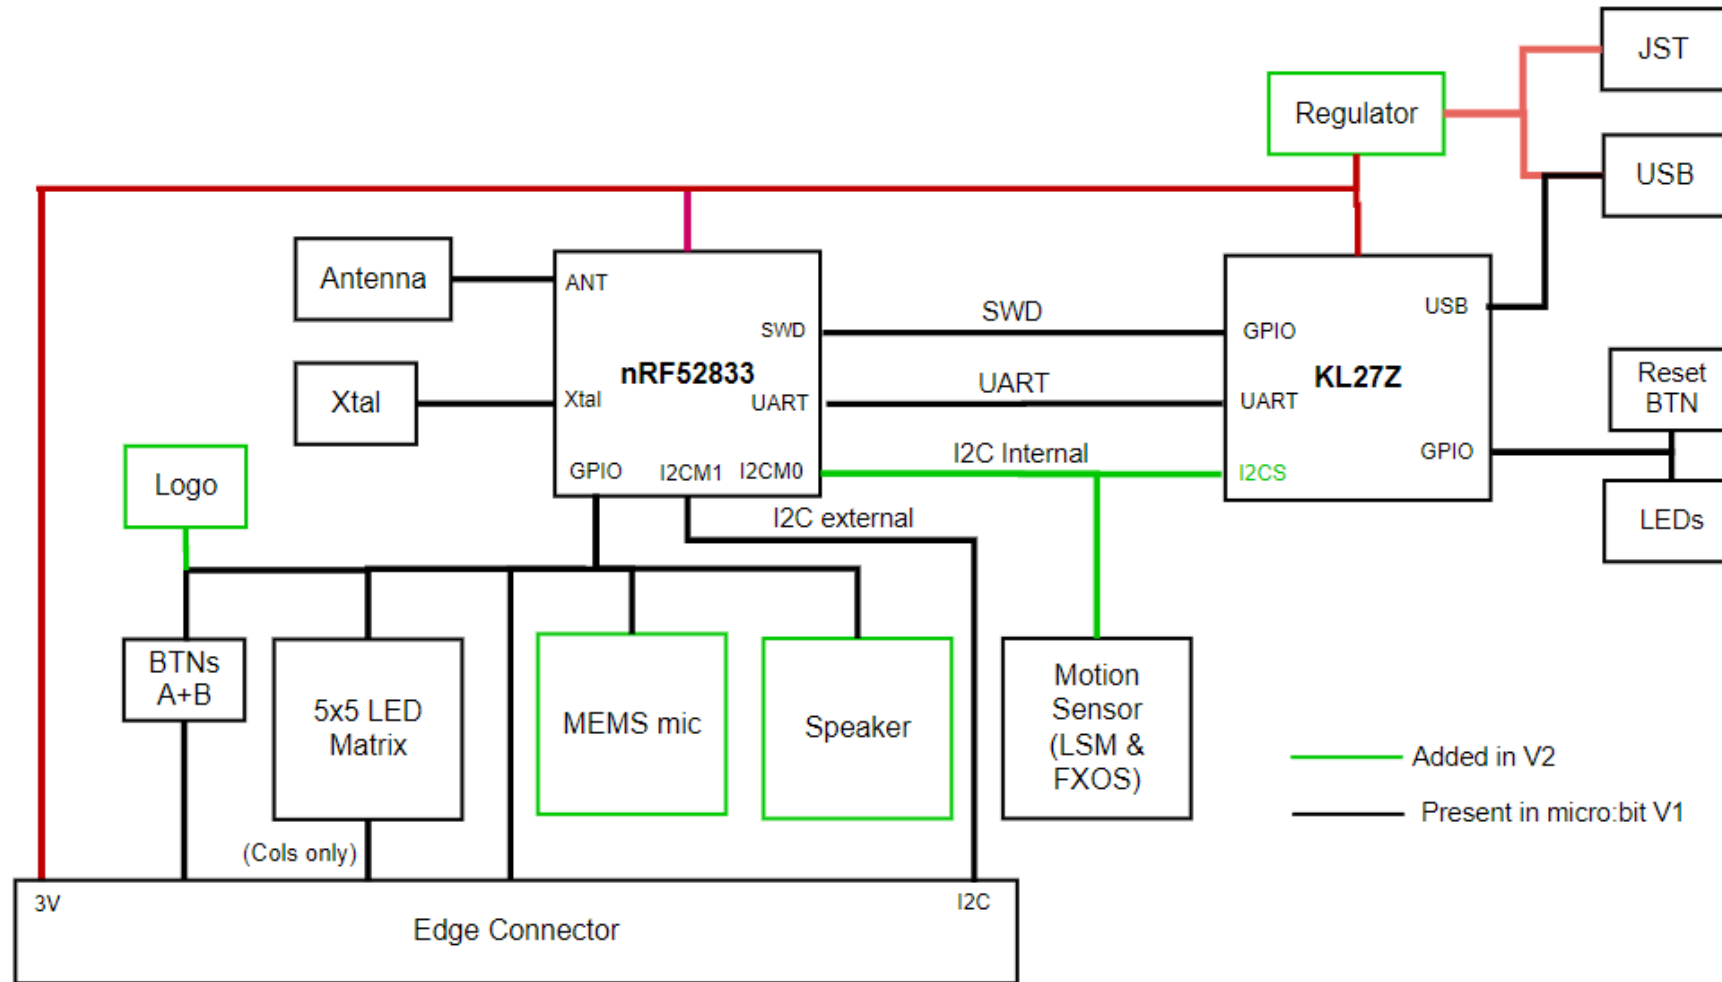 JST
Regulator
USB
Antenna
ANT
SWD
SWD
GPIO
USB
nRF52833
KL27Z
Xtal
Xtal
UART
UART
UART
Reset
BTN
GPIO
I2CM1
I2CM0
I2C Internal
I2CS
GPIO
Logo
I2C external
LEDs
BTNs
A+B
5x5 LED
Matrix
MEMS mic
Speaker
Motion
Sensor
(LSM &
FXOS)
Added in V2
Present in micro:bit V1
(Cols only)
3V
I2C
Edge Connector